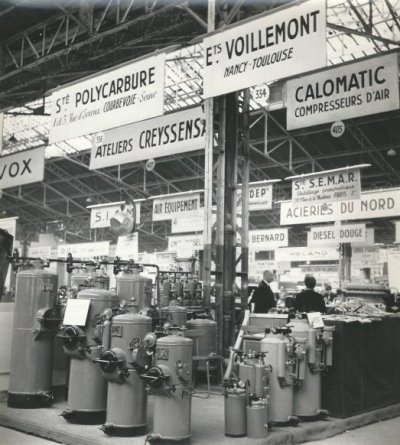 Sté POLYCARBURE
COURBEVOIE - Seine
ATELIERS CREYSSENSA
Ets VOILLEMONT
NANCY-TOULOUSE
334
CALOMATIC
COMPRESSEURS D'AIR
405
VOX
Sté S.E.M.A.R.
AIR EQUIPEMENT
ACIERIES DU NORD
BERNARD
DIESEL DOUGE
MECANO